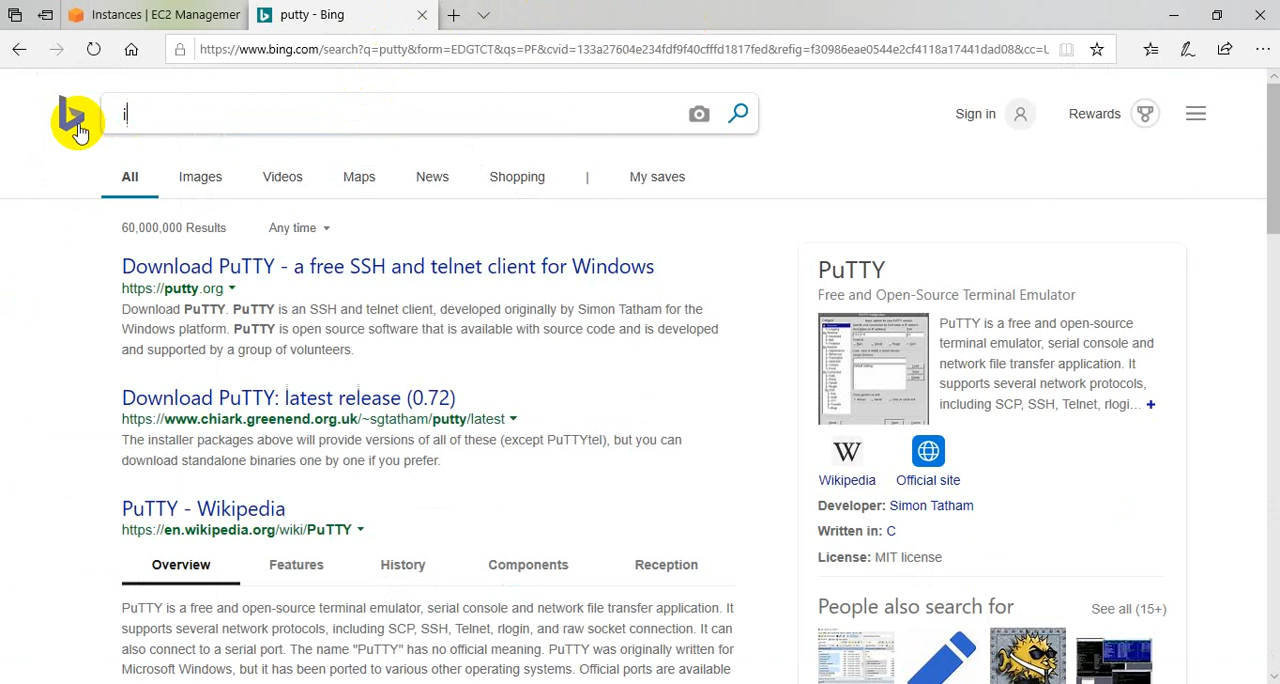 Instances | EC2 Managemer
putty - Bing
https://www.bing.com/search?q=putty&form=EDGTCT&qs=PF&cvid=133a27604e234fdf9f40cfffd1817fed&refig=f30986eae0544e2cf4118a17441dad08&cc=U
i
Sign in
Rewards
All
Images
Videos
Maps
News
Shopping
|
My saves
60,000,000 Results
Any time
Download PuTTY - a free SSH and telnet client for Windows
https://putty.org
Download PuTTY. PuTTY is an SSH and telnet client, developed originally by Simon Tatham for the
Windows platform. PuTTY is open source software that is available with source code and is developed
and supported by a group of volunteers.
Download PuTTY: latest release (0.72)
https://www.chiark.greenend.org.uk/~sgtatham/putty/latest
The installer packages above will provide versions of all of these (except PuTTYtel), but you can
download standalone binaries one by one if you prefer.
PuTTY - Wikipedia
https://en.wikipedia.org/wiki/PuTTY
Overview
Features
History
Components
Reception
PuTTY is a free and open-source terminal emulator, serial console and network file transfer application. It
supports several network protocols, including SCP, SSH, Telnet, rlogin, and raw socket connection. It can
also connect to a serial port. The name "PuTTY" has no official meaning. PuTTY was originally written for
Microsoft Windows, but it has been ported to various other operating systems. Official ports are available
PuTTY
Free and Open-Source Terminal Emulator
PuTTY is a free and open-source
terminal emulator, serial console and
network file transfer application. It
supports several network protocols,
including SCP, SSH, Telnet, rlogi... +
Wikipedia
Official site
Developer: Simon Tatham
Written in: C
License: MIT license
People also search for
See all (15+)